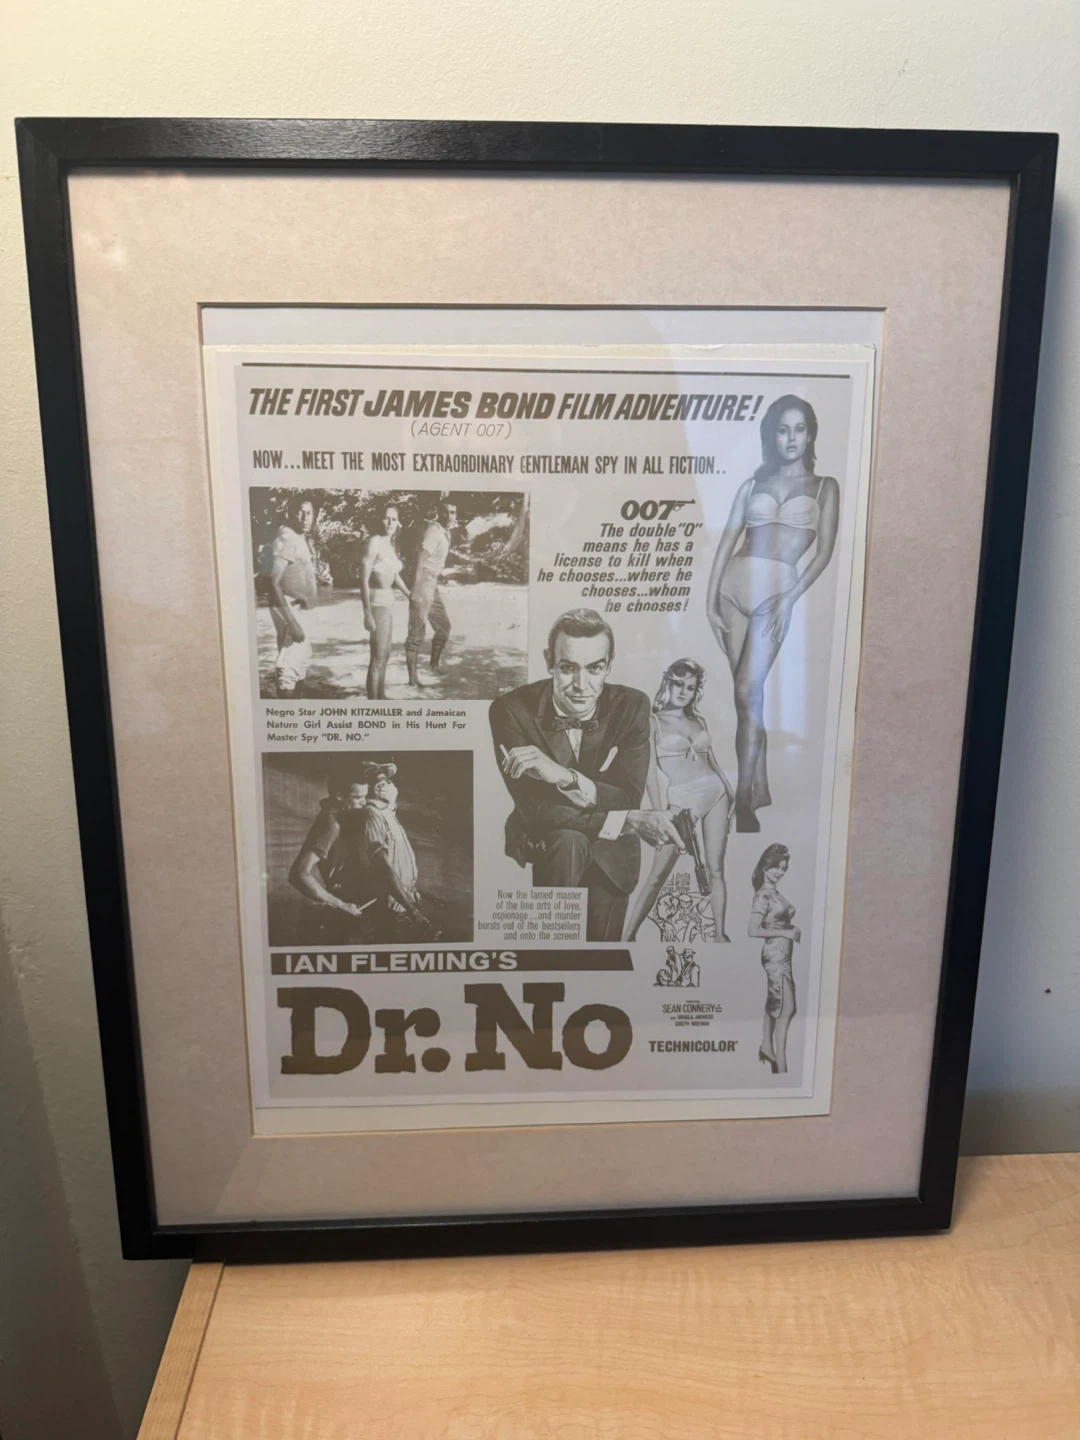 THE FIRST JAMES BOND FILM ADVENTURE!
(AGENT 007)
NOW...MEET THE MOST EXTRAORDINARY GENTLEMAN SPY IN ALL FICTION..
007
The double "0"
means he has a
license to kill when
he chooses...where he
chooses...whom
he chooses!
Negro Star JOHN KITZMILLER and Jamaican
Nature Girl Assist BOND in His Hunt For
Master Spy "DR. NO."
Now the famed master
of the fine arts of love,
espionage...and murder
bursts out of the bestsellers
and onto the screen!
IAN FLEMING'S
Dr. No
SEAN CONNERY
TECHNICOLOR